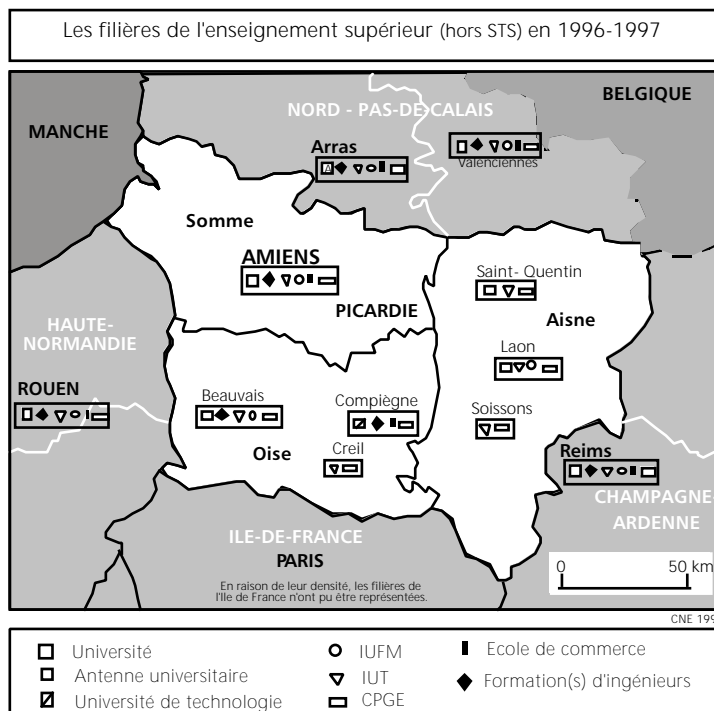 Les filières de l'enseignement supérieur (hors STS) en 1996-1997
BELGIQUE
NORD - PAS-DE-CALAIS
MANCHE
Arras
A
Valenciennes
Somme
AMIENS
Saint- Quentin
PICARDIE
Aisne
HAUTE-
NORMANDIE
Laon
ROUEN
Beauvais
Compiègne
Soissons
Oise
Creil
Reims
CHAMPAGNE-
ARDENNE
ILE-DE-FRANCE
PARIS
En raison de leur densité, les filières de
l'Ile de France n'ont pu être représentées.
0 50 km
CNE 199
Université
Antenne universitaire
Université de technologie
IUFM
IUT
CPGE
Ecole de commerce
Formation(s) d'ingénieurs